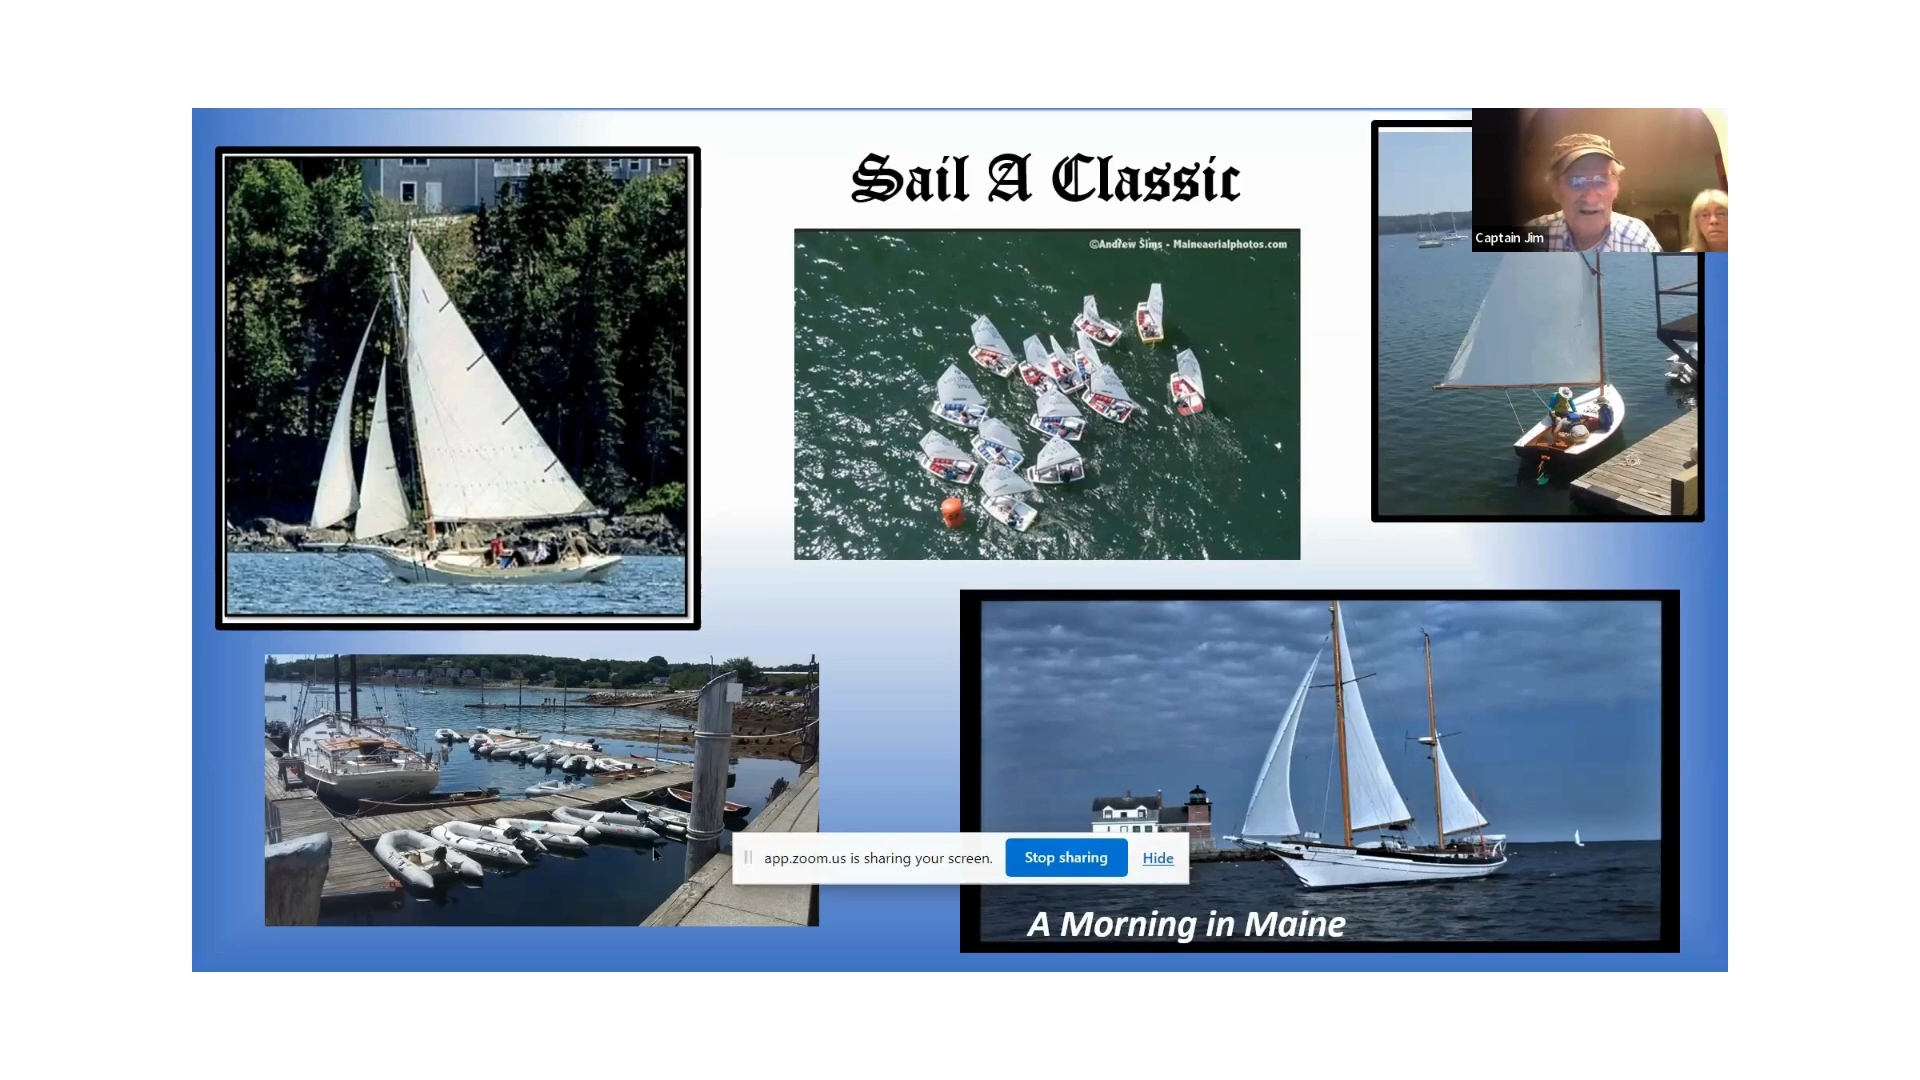 Sail A Classic
©Andrew Sims - Maineaerialphotos.com
Captain Jim
app.zoom.us is sharing your screen.
Stop sharing
Hide
A Morning in Maine